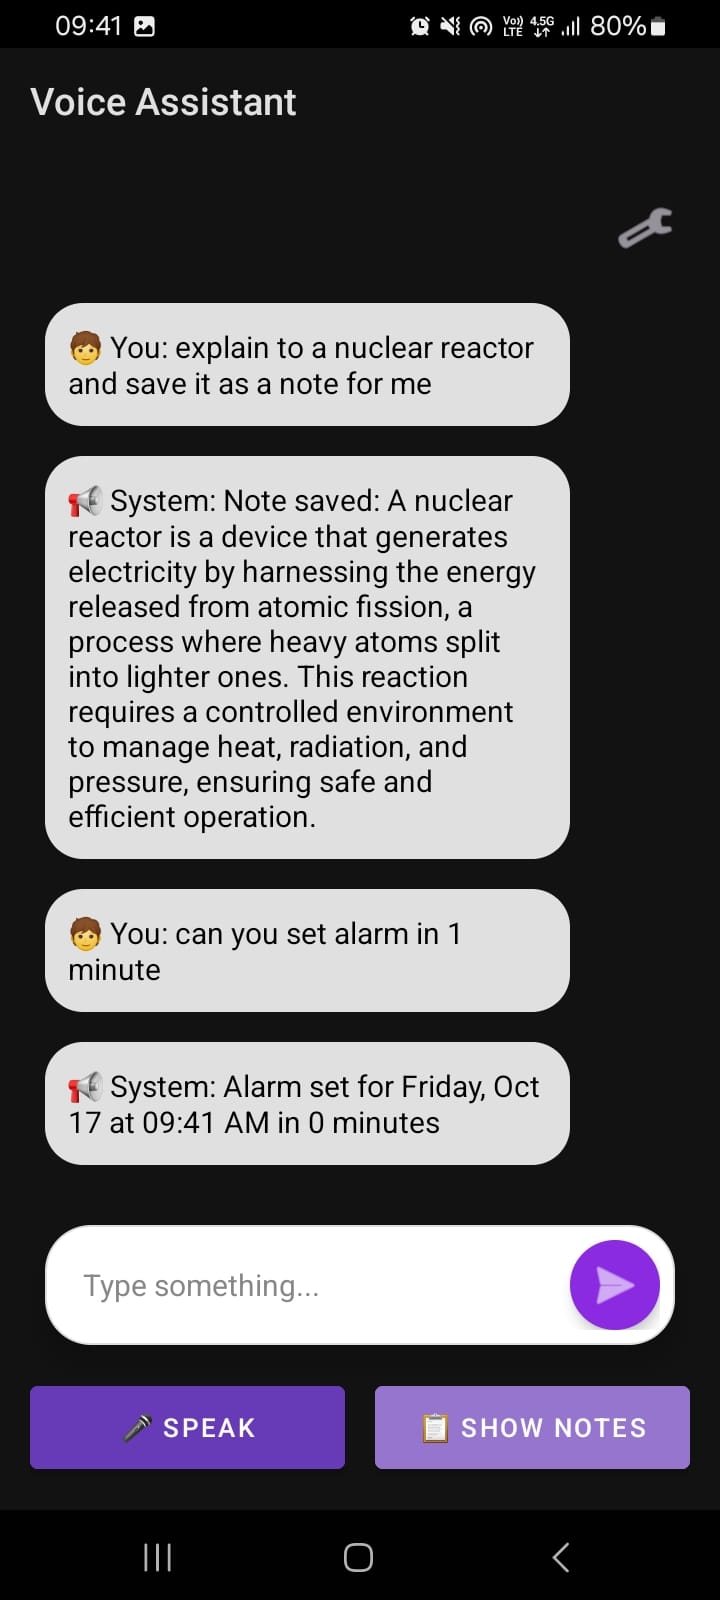 09:41 Vo)) LTE 4.5G 80%
Voice Assistant
🧒 You: explain to a nuclear reactor
and save it as a note for me
📢 System: Note saved: A nuclear
reactor is a device that generates
electricity by harnessing the energy
released from atomic fission, a
process where heavy atoms split
into lighter ones. This reaction
requires a controlled environment
to manage heat, radiation, and
pressure, ensuring safe and
efficient operation.
🧒 You: can you set alarm in 1
minute
📢 System: Alarm set for Friday, Oct
17 at 09:41 AM in 0 minutes
Type something...
🎤 SPEAK
📋 SHOW NOTES